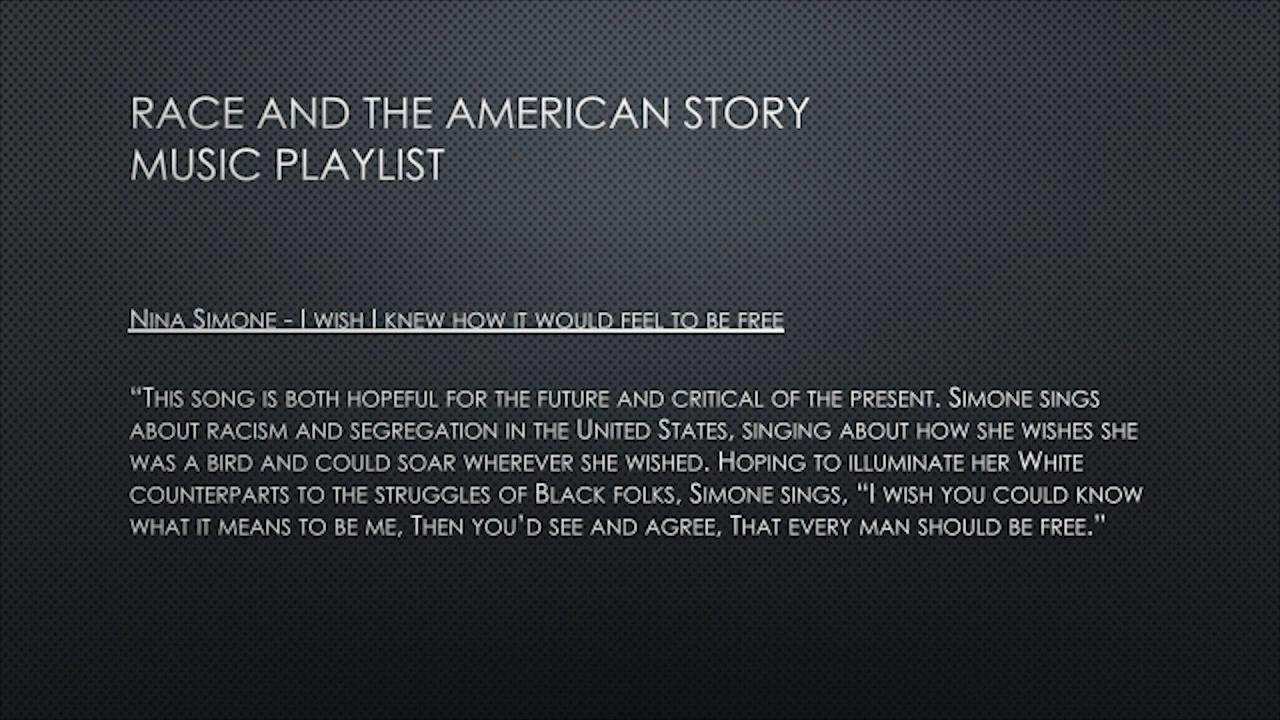 RACE AND THE AMERICAN STORY
MUSIC PLAYLIST
NINA SIMONE - I WISH I KNEW HOW IT WOULD FEEL TO BE FREE
“THIS SONG IS BOTH HOPEFUL FOR THE FUTURE AND CRITICAL OF THE PRESENT. SIMONE SINGS
ABOUT RACISM AND SEGREGATION IN THE UNITED STATES, SINGING ABOUT HOW SHE WISHES SHE
WAS A BIRD AND COULD SOAR WHEREVER SHE WISHED. HOPING TO ILLUMINATE HER WHITE
COUNTERPARTS TO THE STRUGGLES OF BLACK FOLKS, SIMONE SINGS, “I WISH YOU COULD KNOW
WHAT IT MEANS TO BE ME, THEN YOU’D SEE AND AGREE, THAT EVERY MAN SHOULD BE FREE.”